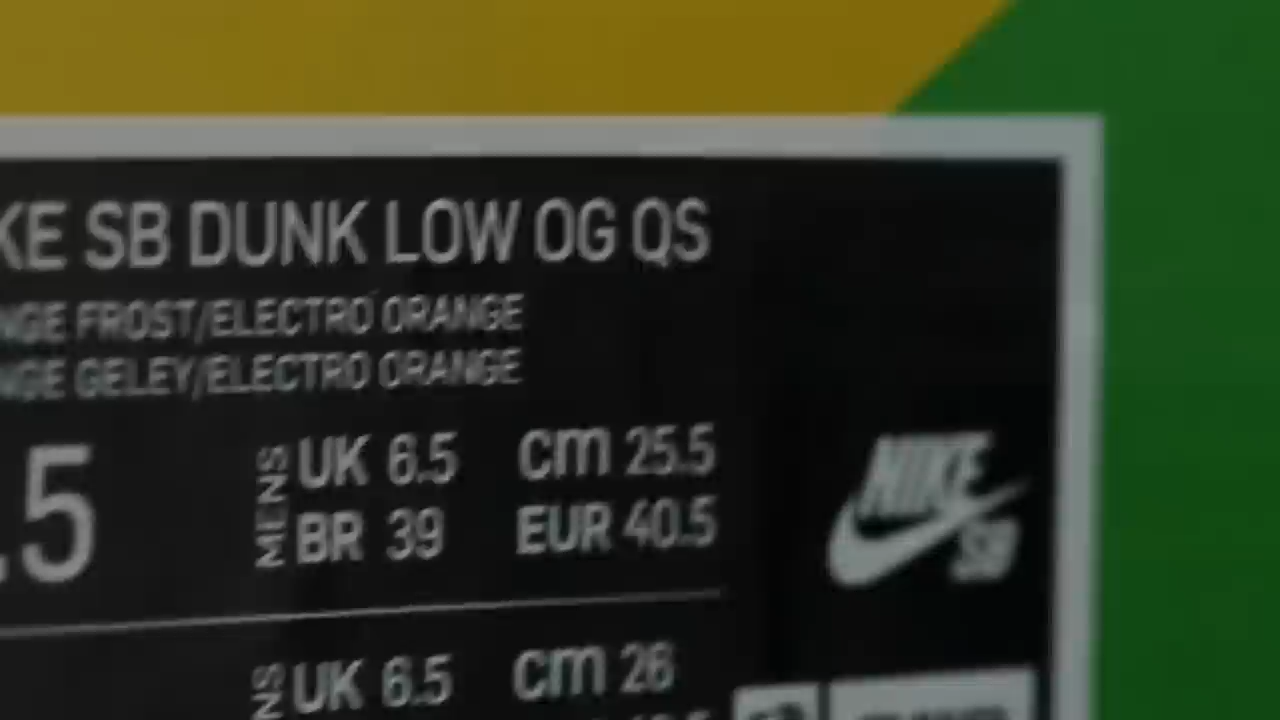 KE SB DUNK LOW OG QS
NGE FROST/ELECTRO ORANGE
NGE GELEY/ELECTRO ORANGE
.5
MENS
UK 6.5 cm 25.5
BR 39 EUR 40.5
NIKE
SB
NS
UK 6.5 cm 26